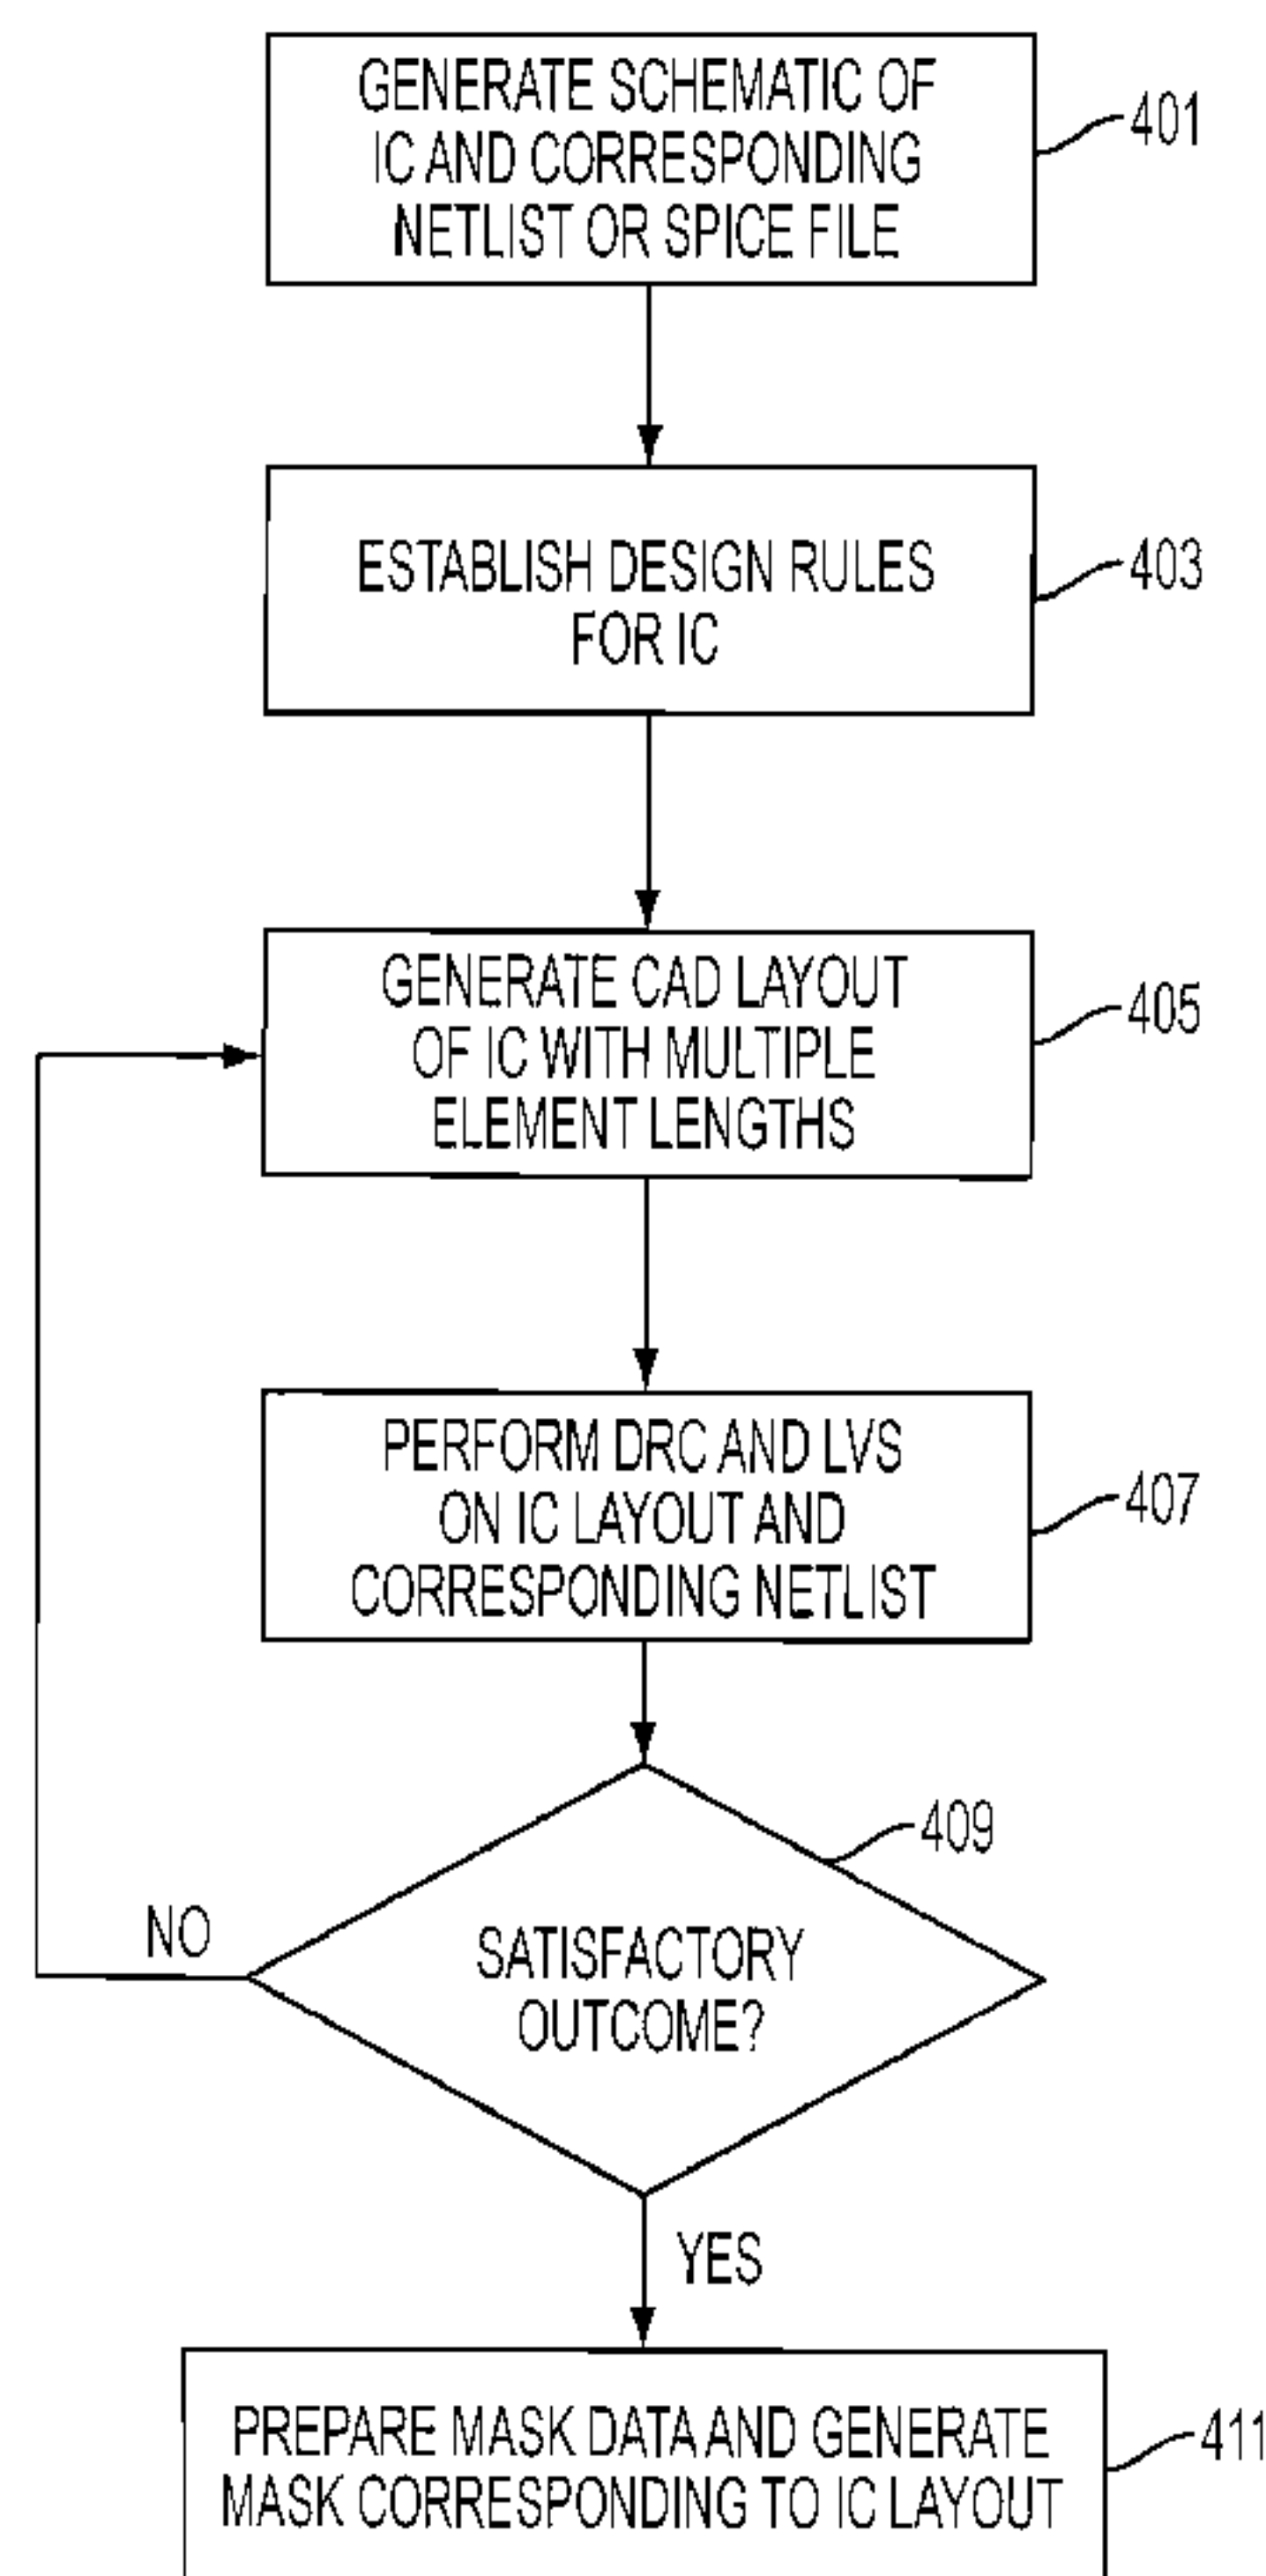 GENERATE SCHEMATIC OF
IC AND CORRESPONDING
NETLIST OR SPICE FILE
401
ESTABLISH DESIGN RULES
FOR IC
403
GENERATE CAD LAYOUT
OF IC WITH MULTIPLE
ELEMENT LENGTHS
405
PERFORM DRC AND LVS
ON IC LAYOUT AND
CORRESPONDING NETLIST
407
409
NO
SATISFACTORY
OUTCOME?
YES
PREPARE MASK DATA AND GENERATE
MASK CORRESPONDING TO IC LAYOUT
411